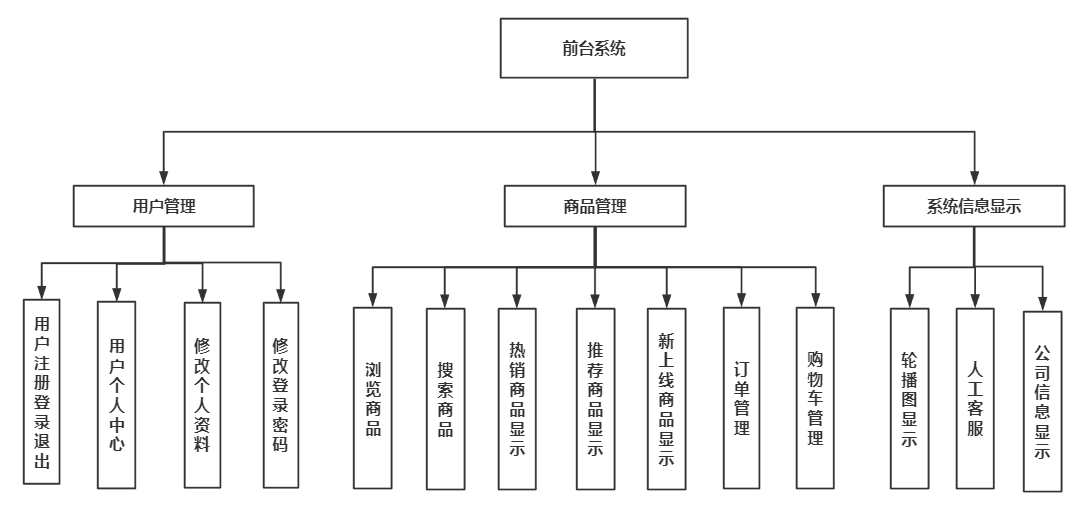 前台系统
用户管理
商品管理
系统信息显示
用户注册登录退出
用户个人中心
修改个人资料
修改登录密码
浏览商品
搜索商品
热销商品显示
推荐商品显示
新上线商品显示
订单管理
购物车管理
轮播图显示
人工客服
公司信息显示